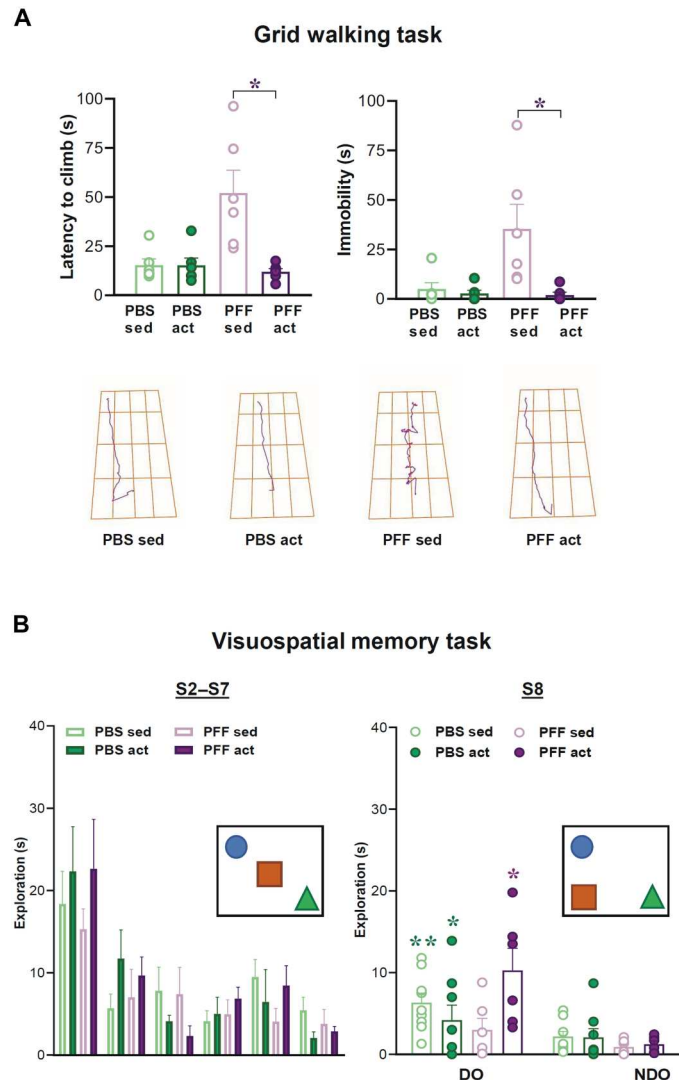 A
Grid walking task
Latency to climb (s)
100
75
50
25
0
*
PBS sed
PBS act
PFF sed
PFF act
Immobility (s)
100
75
50
25
0
*
PBS sed
PBS act
PFF sed
PFF act
PBS sed
PBS act
PFF sed
PFF act
B
Visuospatial memory task
S2–S7
Exploration (s)
40
30
20
10
0
PBS sed
PFF sed
PBS act
PFF act
S8
Exploration (s)
40
30
20
10
0
PBS sed
PFF sed
PBS act
PFF act
**
*
*
DO
NDO